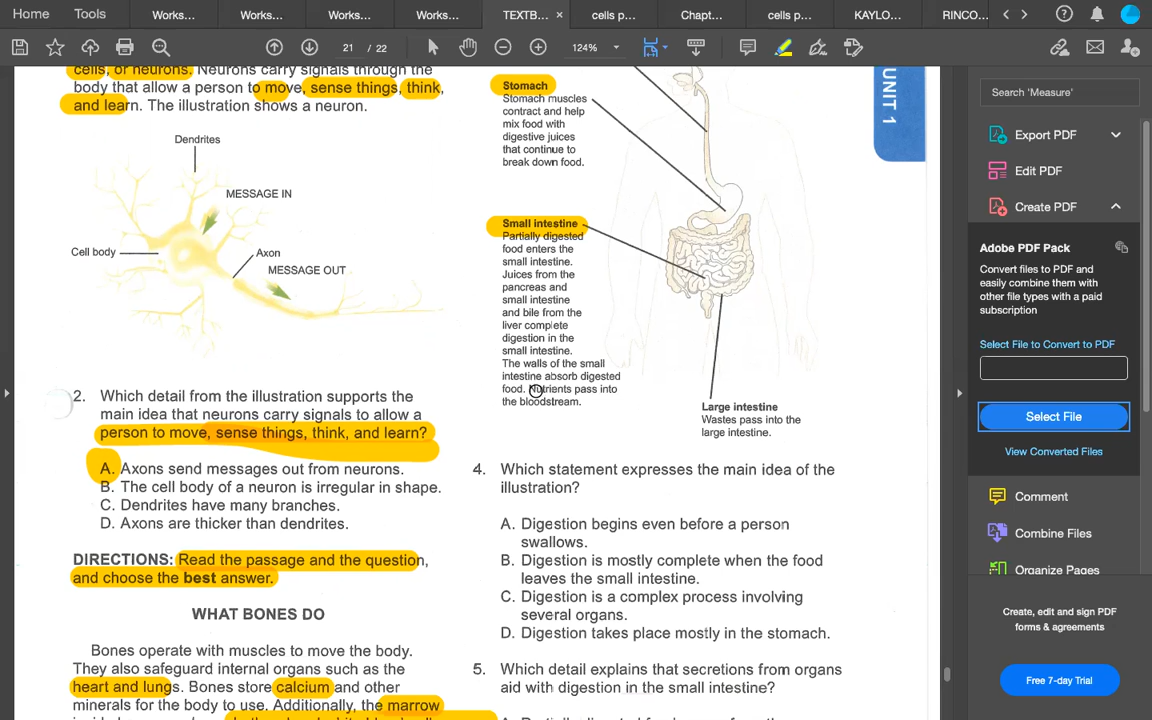 Home
Tools
Works...
Works...
Works...
Works...
TEXTB...
cells p...
Chapt...
cells p...
KAYLO...
RINCO...
21 / 22
124%
cells, or neurons. Neurons carry signals through the
body that allow a person to move, sense things, think,
and learn. The illustration shows a neuron.
Dendrites
MESSAGE IN
Cell body
Axon
MESSAGE OUT
2. Which detail from the illustration supports the
main idea that neurons carry signals to allow a
person to move, sense things, think, and learn?
A. Axons send messages out from neurons.
B. The cell body of a neuron is irregular in shape.
C. Dendrites have many branches.
D. Axons are thicker than dendrites.
DIRECTIONS: Read the passage and the question,
and choose the best answer.
WHAT BONES DO
Bones operate with muscles to move the body.
They also safeguard internal organs such as the
heart and lungs. Bones store calcium and other
minerals for the body to use. Additionally, the marrow
Stomach
Stomach muscles
contract and help
mix food with
digestive juices
that continue to
break down food.
Small intestine
Partially digested
food enters the
small intestine.
Juices from the
pancreas and
small intestine
and bile from the
liver complete
digestion in the
small intestine.
The walls of the small
intestine absorb digested
food. Nutrients pass into
the bloodstream.
Large intestine
Wastes pass into the
large intestine.
UNIT 1
4. Which statement expresses the main idea of the
illustration?
A. Digestion begins even before a person
swallows.
B. Digestion is mostly complete when the food
leaves the small intestine.
C. Digestion is a complex process involving
several organs.
D. Digestion takes place mostly in the stomach.
5. Which detail explains that secretions from organs
aid with digestion in the small intestine?
Search 'Measure'
Export PDF
Edit PDF
Create PDF
Adobe PDF Pack
Convert files to PDF and
easily combine them with
other file types with a paid
subscription
Select File to Convert to PDF
Select File
View Converted Files
Comment
Combine Files
Organize Pages
Create, edit and sign PDF
forms & agreements
Free 7-day Trial